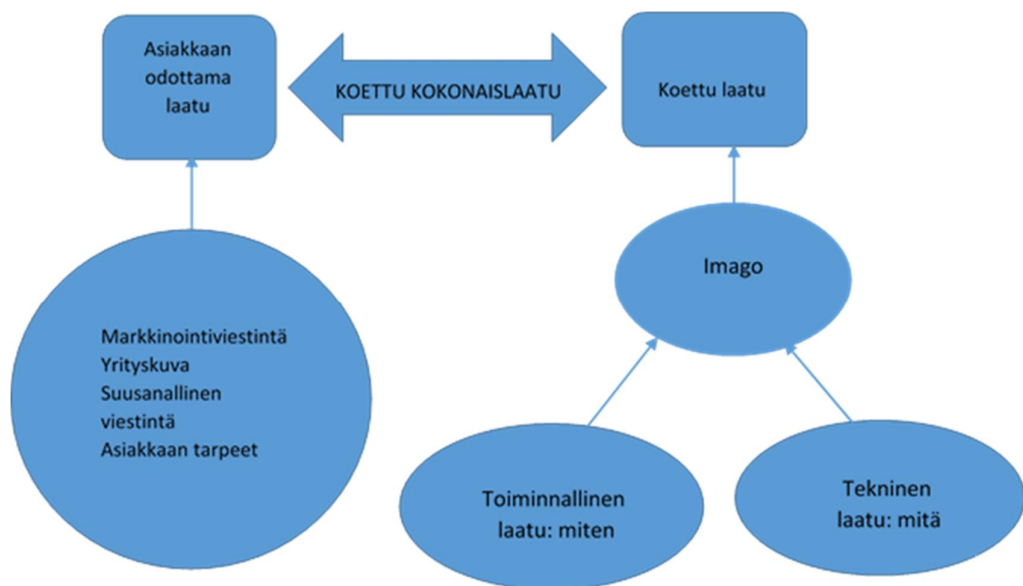 Asiakkaan
odottama
laatu
KOETTU KOKONAISLAATU
Koettu laatu
Imago
Markkinointiviestintä
Yrityskuva
Suusanallinen
viestintä
Asiakkaan tarpeet
Toiminnallinen
laatu: miten
Tekninen
laatu: mitä